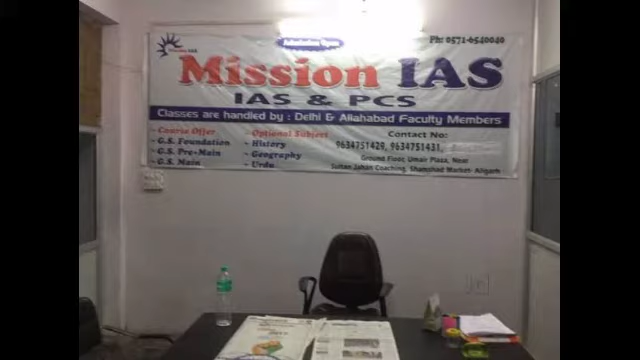 Admission Open
Ph: 0571-6540040
Mission IAS
IAS & PCS
Classes are handled by : Delhi & Allahabad Faculty Members
- Course Offer
- G.S. Foundation
- G.S. Pre-Main
- G.S. Main
- Optional Subject
- History
- Geography
- Urdu
Contact No:
9634751429, 9634751431,
Ground Floor, Umair Plaza, Near
Sultan Jahan Coaching, Shamshad Market- Aligarh